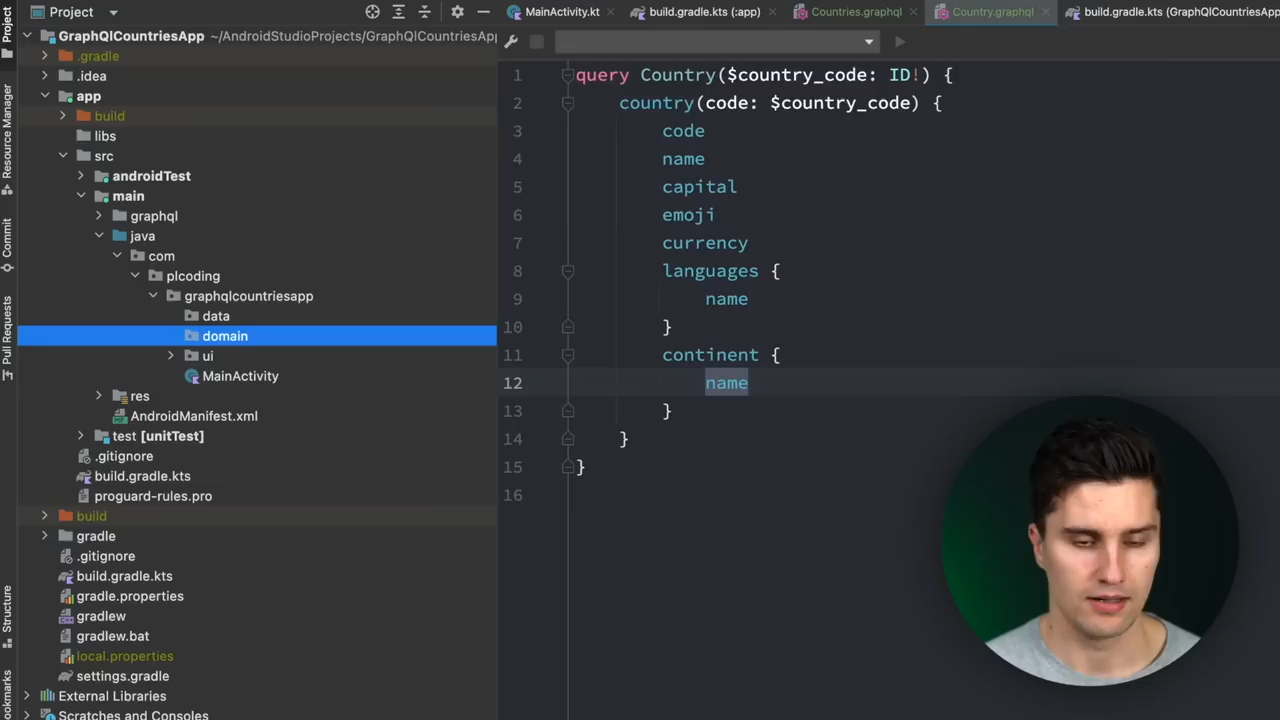 Project
MainActivity.kt
build.gradle.kts (:app)
Countries.graphql
Country.graphql
build.gradle.kts (GraphQlCountriesApp
GraphQlCountriesApp ~/AndroidStudioProjects/GraphQlCountriesApp
.gradle
.idea
app
build
libs
src
androidTest
main
graphql
java
com
plcoding
graphqlcountriesapp
data
domain
ui
MainActivity
res
AndroidManifest.xml
test [unitTest]
.gitignore
build.gradle.kts
proguard-rules.pro
build
gradle
.gitignore
build.gradle.kts
gradle.properties
gradlew
gradlew.bat
local.properties
settings.gradle
External Libraries
Scratches and Consoles
Project
Resource Manager
Commit
Pull Requests
Structure
1 query Country($country_code: ID!) {
2 country(code: $country_code) {
3 code
4 name
5 capital
6 emoji
7 currency
8 languages {
9 name
10 }
11 continent {
12 name
13 }
14 }
15 }
16